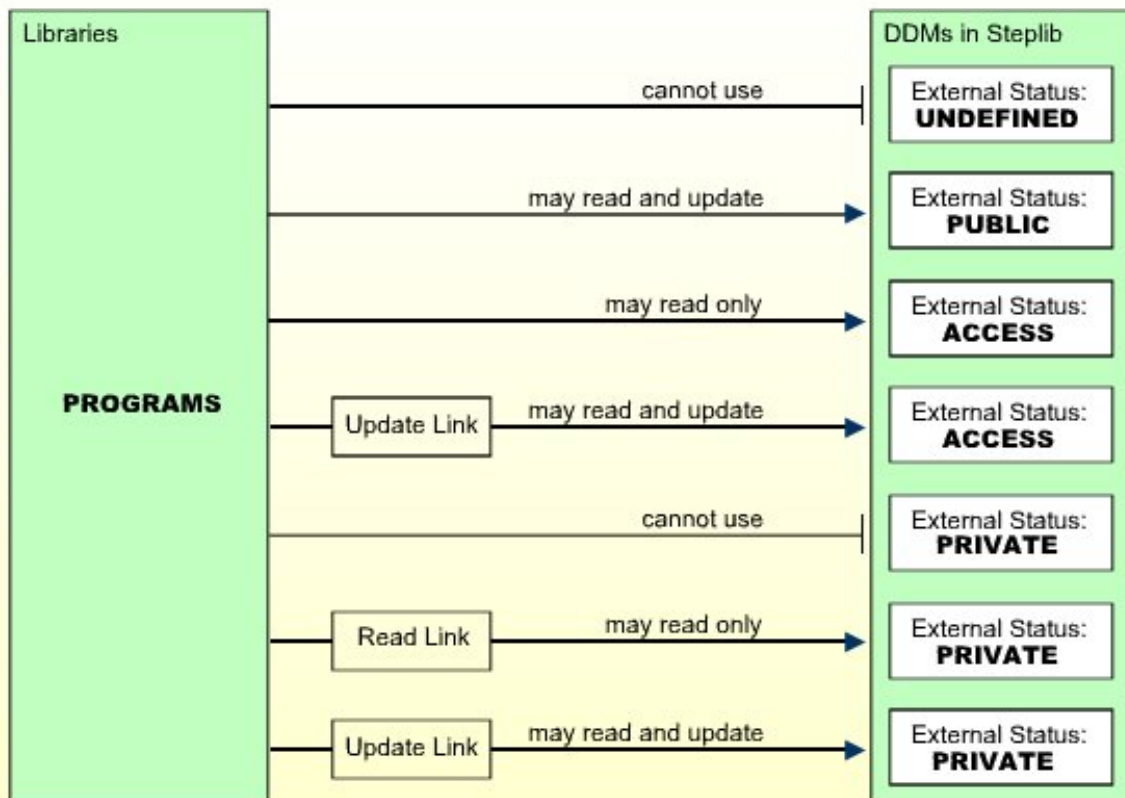 Libraries
DDMs in Steplib
cannot use
External Status:
UNDEFINED
may read and update
External Status:
PUBLIC
may read only
External Status:
ACCESS
PROGRAMS
Update Link
may read and update
External Status:
ACCESS
cannot use
External Status:
PRIVATE
Read Link
may read only
External Status:
PRIVATE
Update Link
may read and update
External Status:
PRIVATE